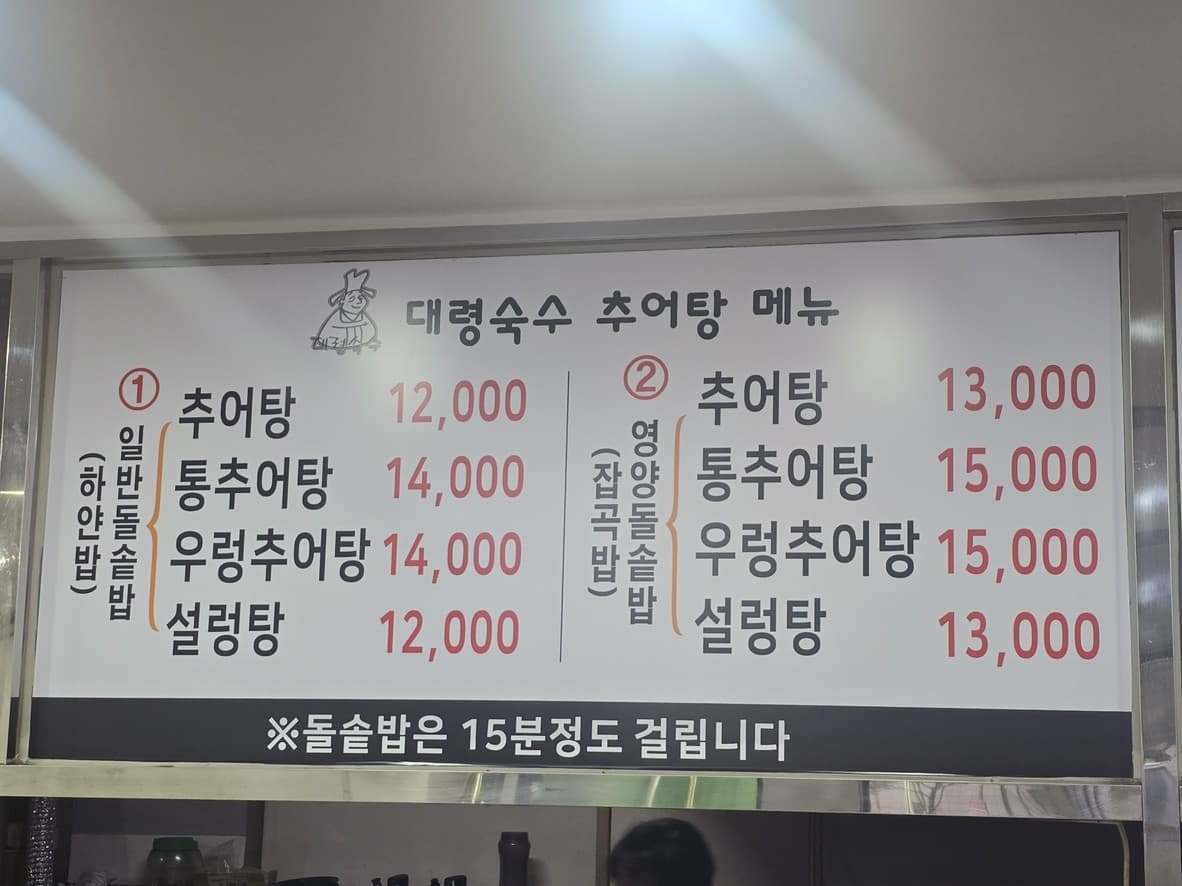 대령숙수 추어탕 메뉴
①
일반돌솥밥
(하얀밥)
추어탕 12,000
통추어탕 14,000
우렁추어탕 14,000
설렁탕 12,000
②
영양돌솥밥
(잡곡밥)
추어탕 13,000
통추어탕 15,000
우렁추어탕 15,000
설렁탕 13,000
※돌솥밥은 15분정도 걸립니다